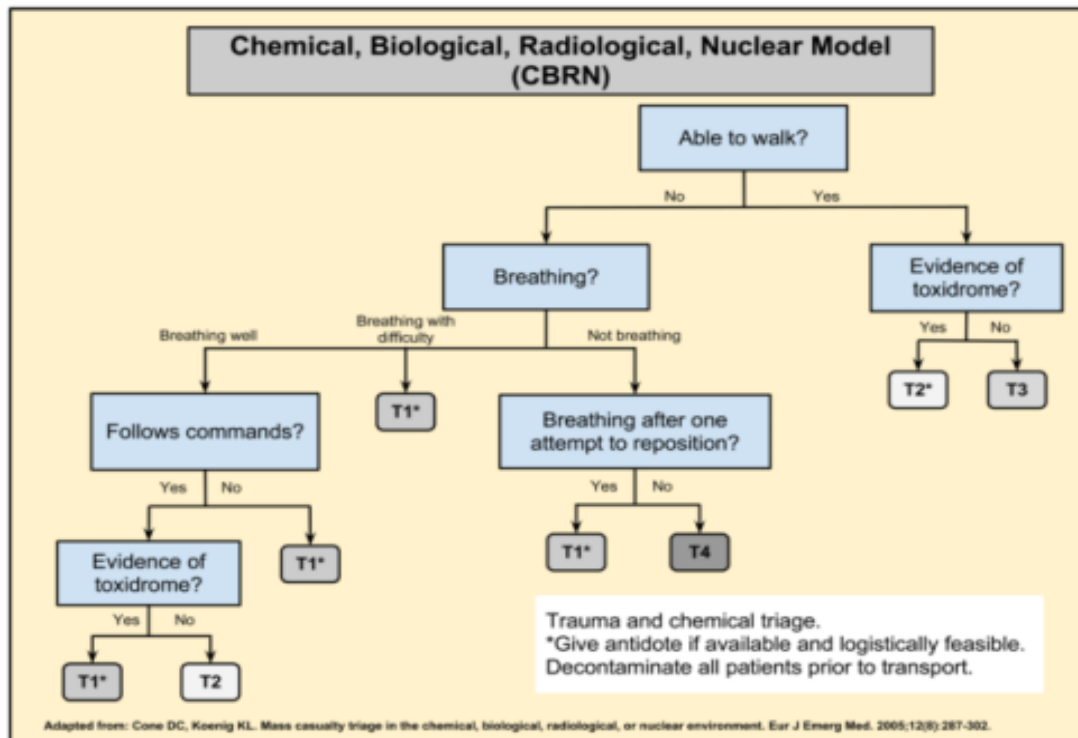 Chemical, Biological, Radiological, Nuclear Model
(CBRN)
Able to walk?
No
Yes
Breathing?
Evidence of
toxidrome?
Breathing well
Breathing with
difficulty
Not breathing
Yes
No
T2*
T3
Follows commands?
T1*
Breathing after one
attempt to reposition?
Yes
No
Yes
No
Evidence of
toxidrome?
T1*
T1*
T4
Yes
No
T1*
T2
Trauma and chemical triage.
*Give antidote if available and logistically feasible.
Decontaminate all patients prior to transport.
Adapted from: Cone DC, Koenig KL. Mass casualty triage in the chemical, biological, radiological, or nuclear environment. Eur J Emerg Med. 2005;12(8):287-302.